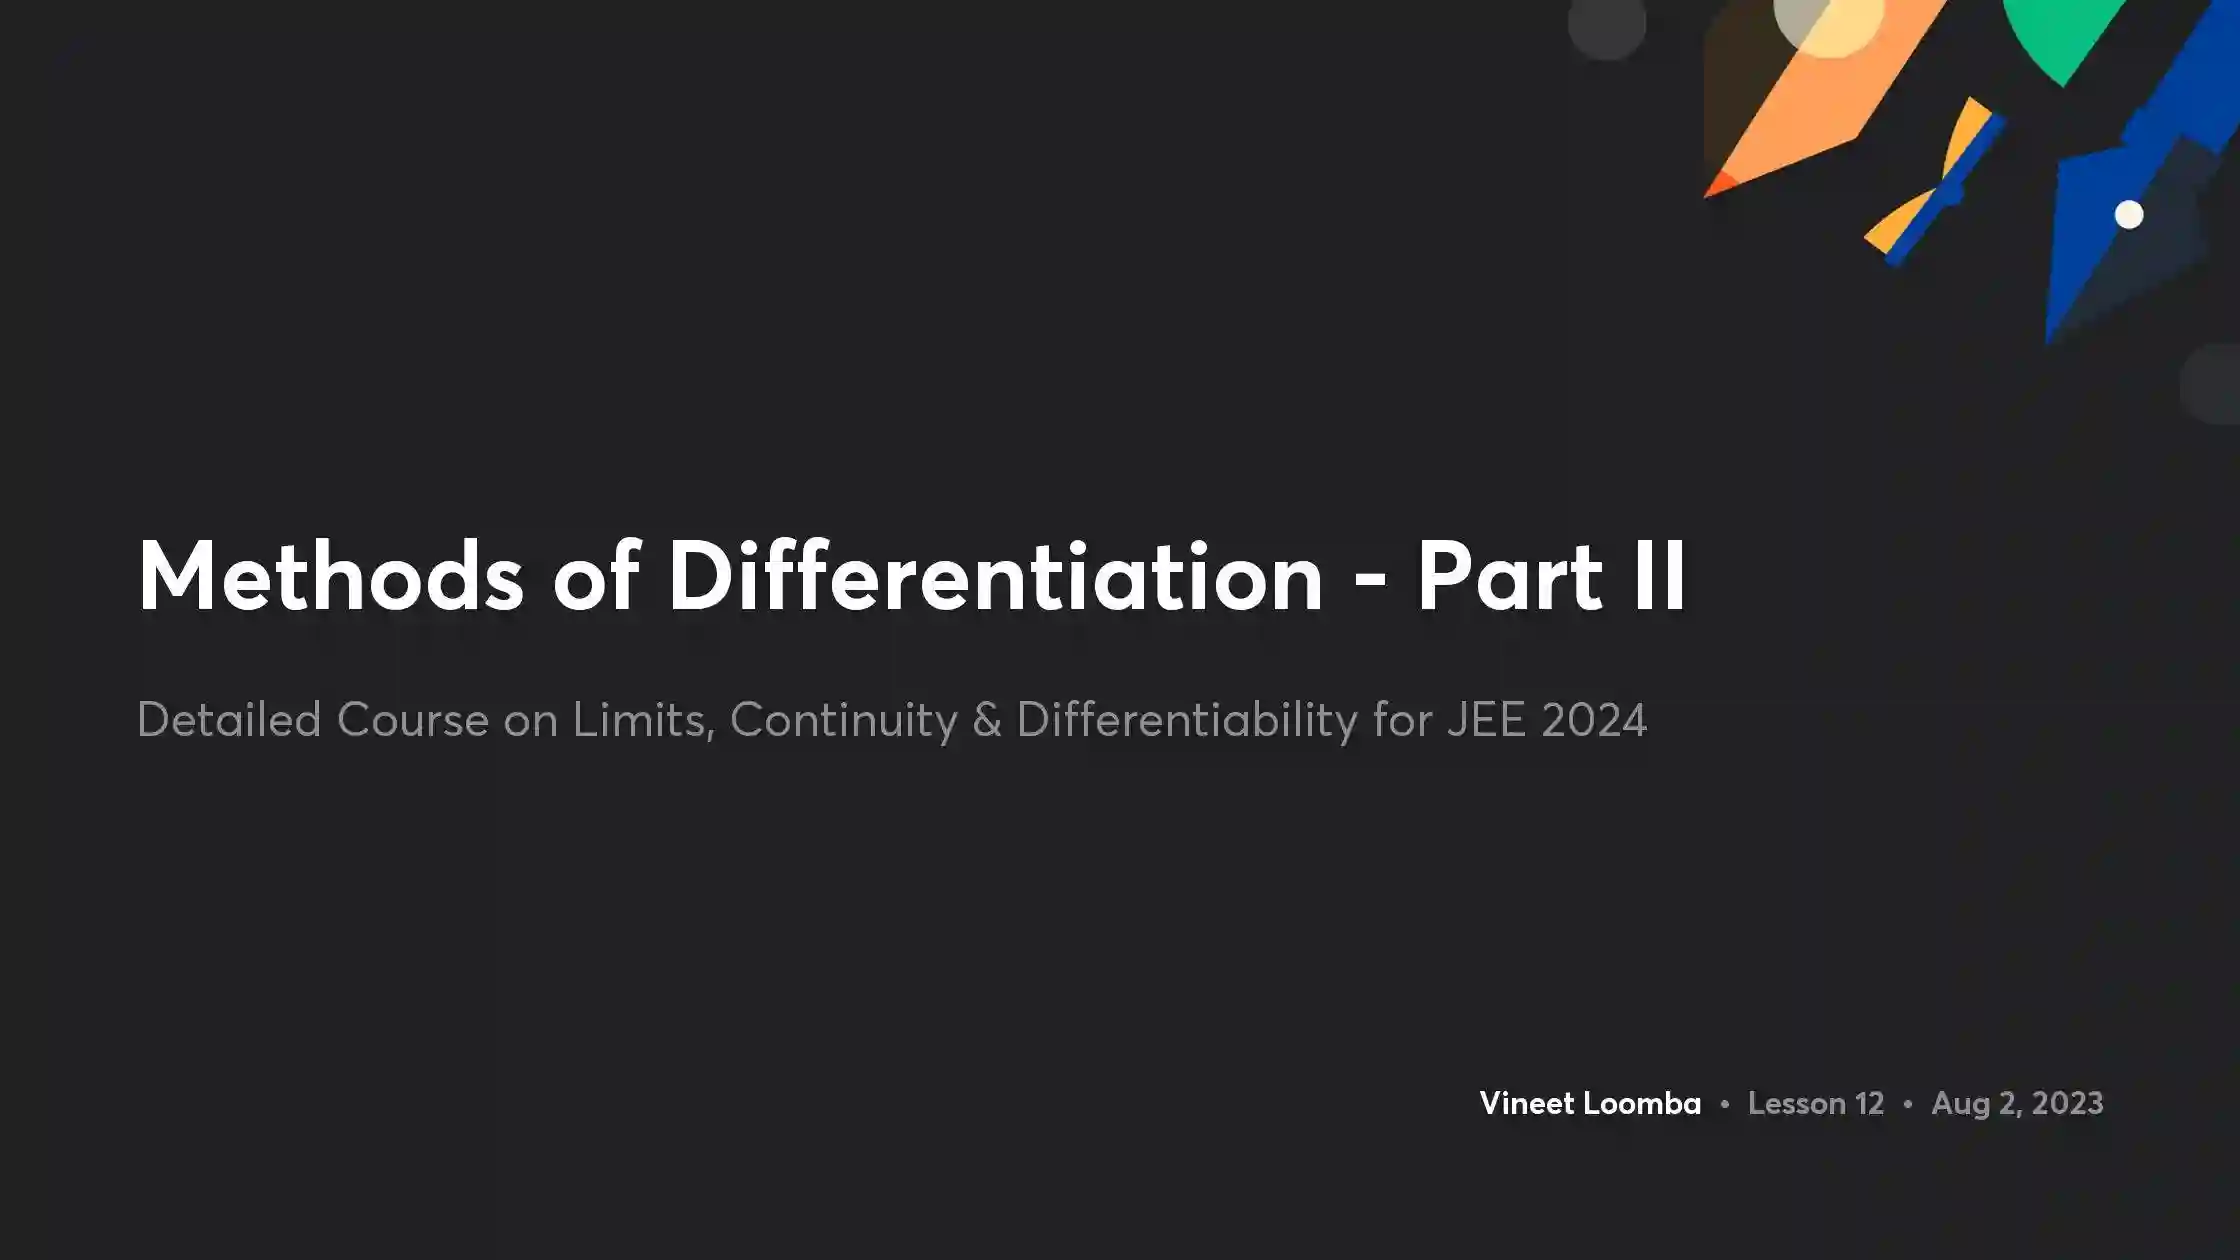 Methods of Differentiation - Part II
Detailed Course on Limits, Continuity & Differentiability for JEE 2024
Vineet Loomba • Lesson 12 • Aug 2, 2023